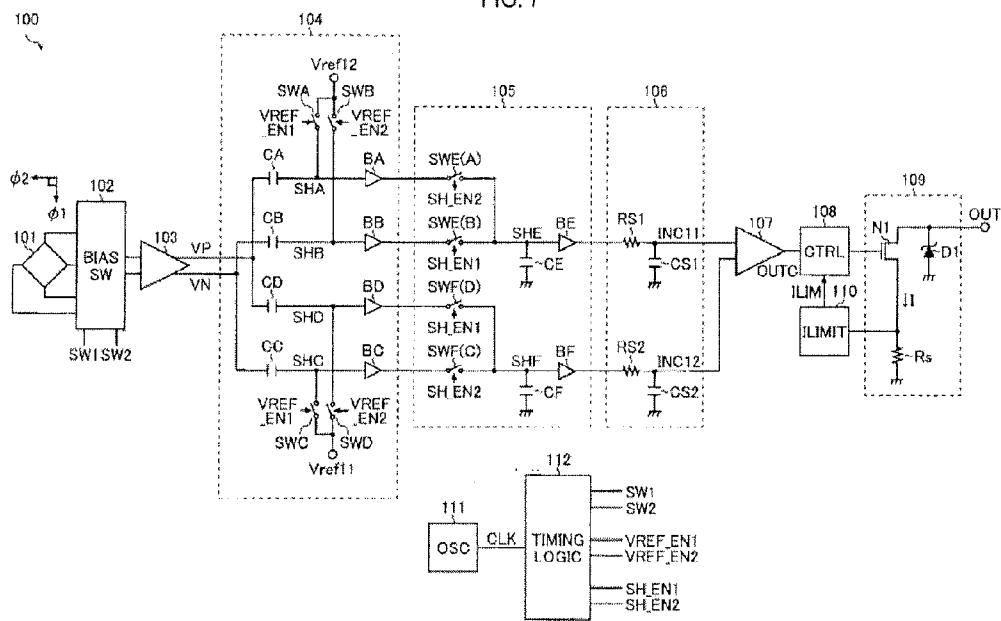 100
104
Vref12
SWA
SWB
VREF
_EN1
VREF
_EN2
105
106
CA
BA
SWE(A)
SHA
SH_EN2
109
φ2
φ1
102
101
BIAS
SW
103
VP
VN
CB
BB
SWE(B)
SHB
SH_EN1
SHE
BE
CE
RS1
INC11
CS1
107
OUTC
108
CTRL
N1
OUT
D1
CD
BD
SWF(D)
SHD
SH_EN1
ILIM
110
ILIMIT
I
Rs
SW1 SW2
CC
BC
SWF(C)
SHC
SH_EN2
SHF
BF
CF
RS2
INC12
CS2
VREF
_EN1
VREF
_EN2
SWC
SWD
Vref11
112
111
OSC
CLK
TIMING
LOGIC
SW1
SW2
VREF_EN1
VREF_EN2
SH_EN1
SH_EN2